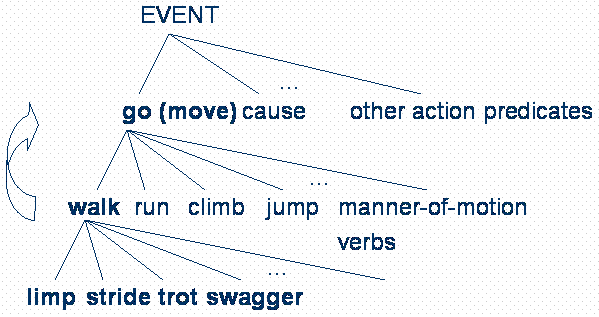 EVENT
...
go (move) cause other action predicates
...
walk run climb jump manner-of-motion
verbs
...
limp stride trot swagger